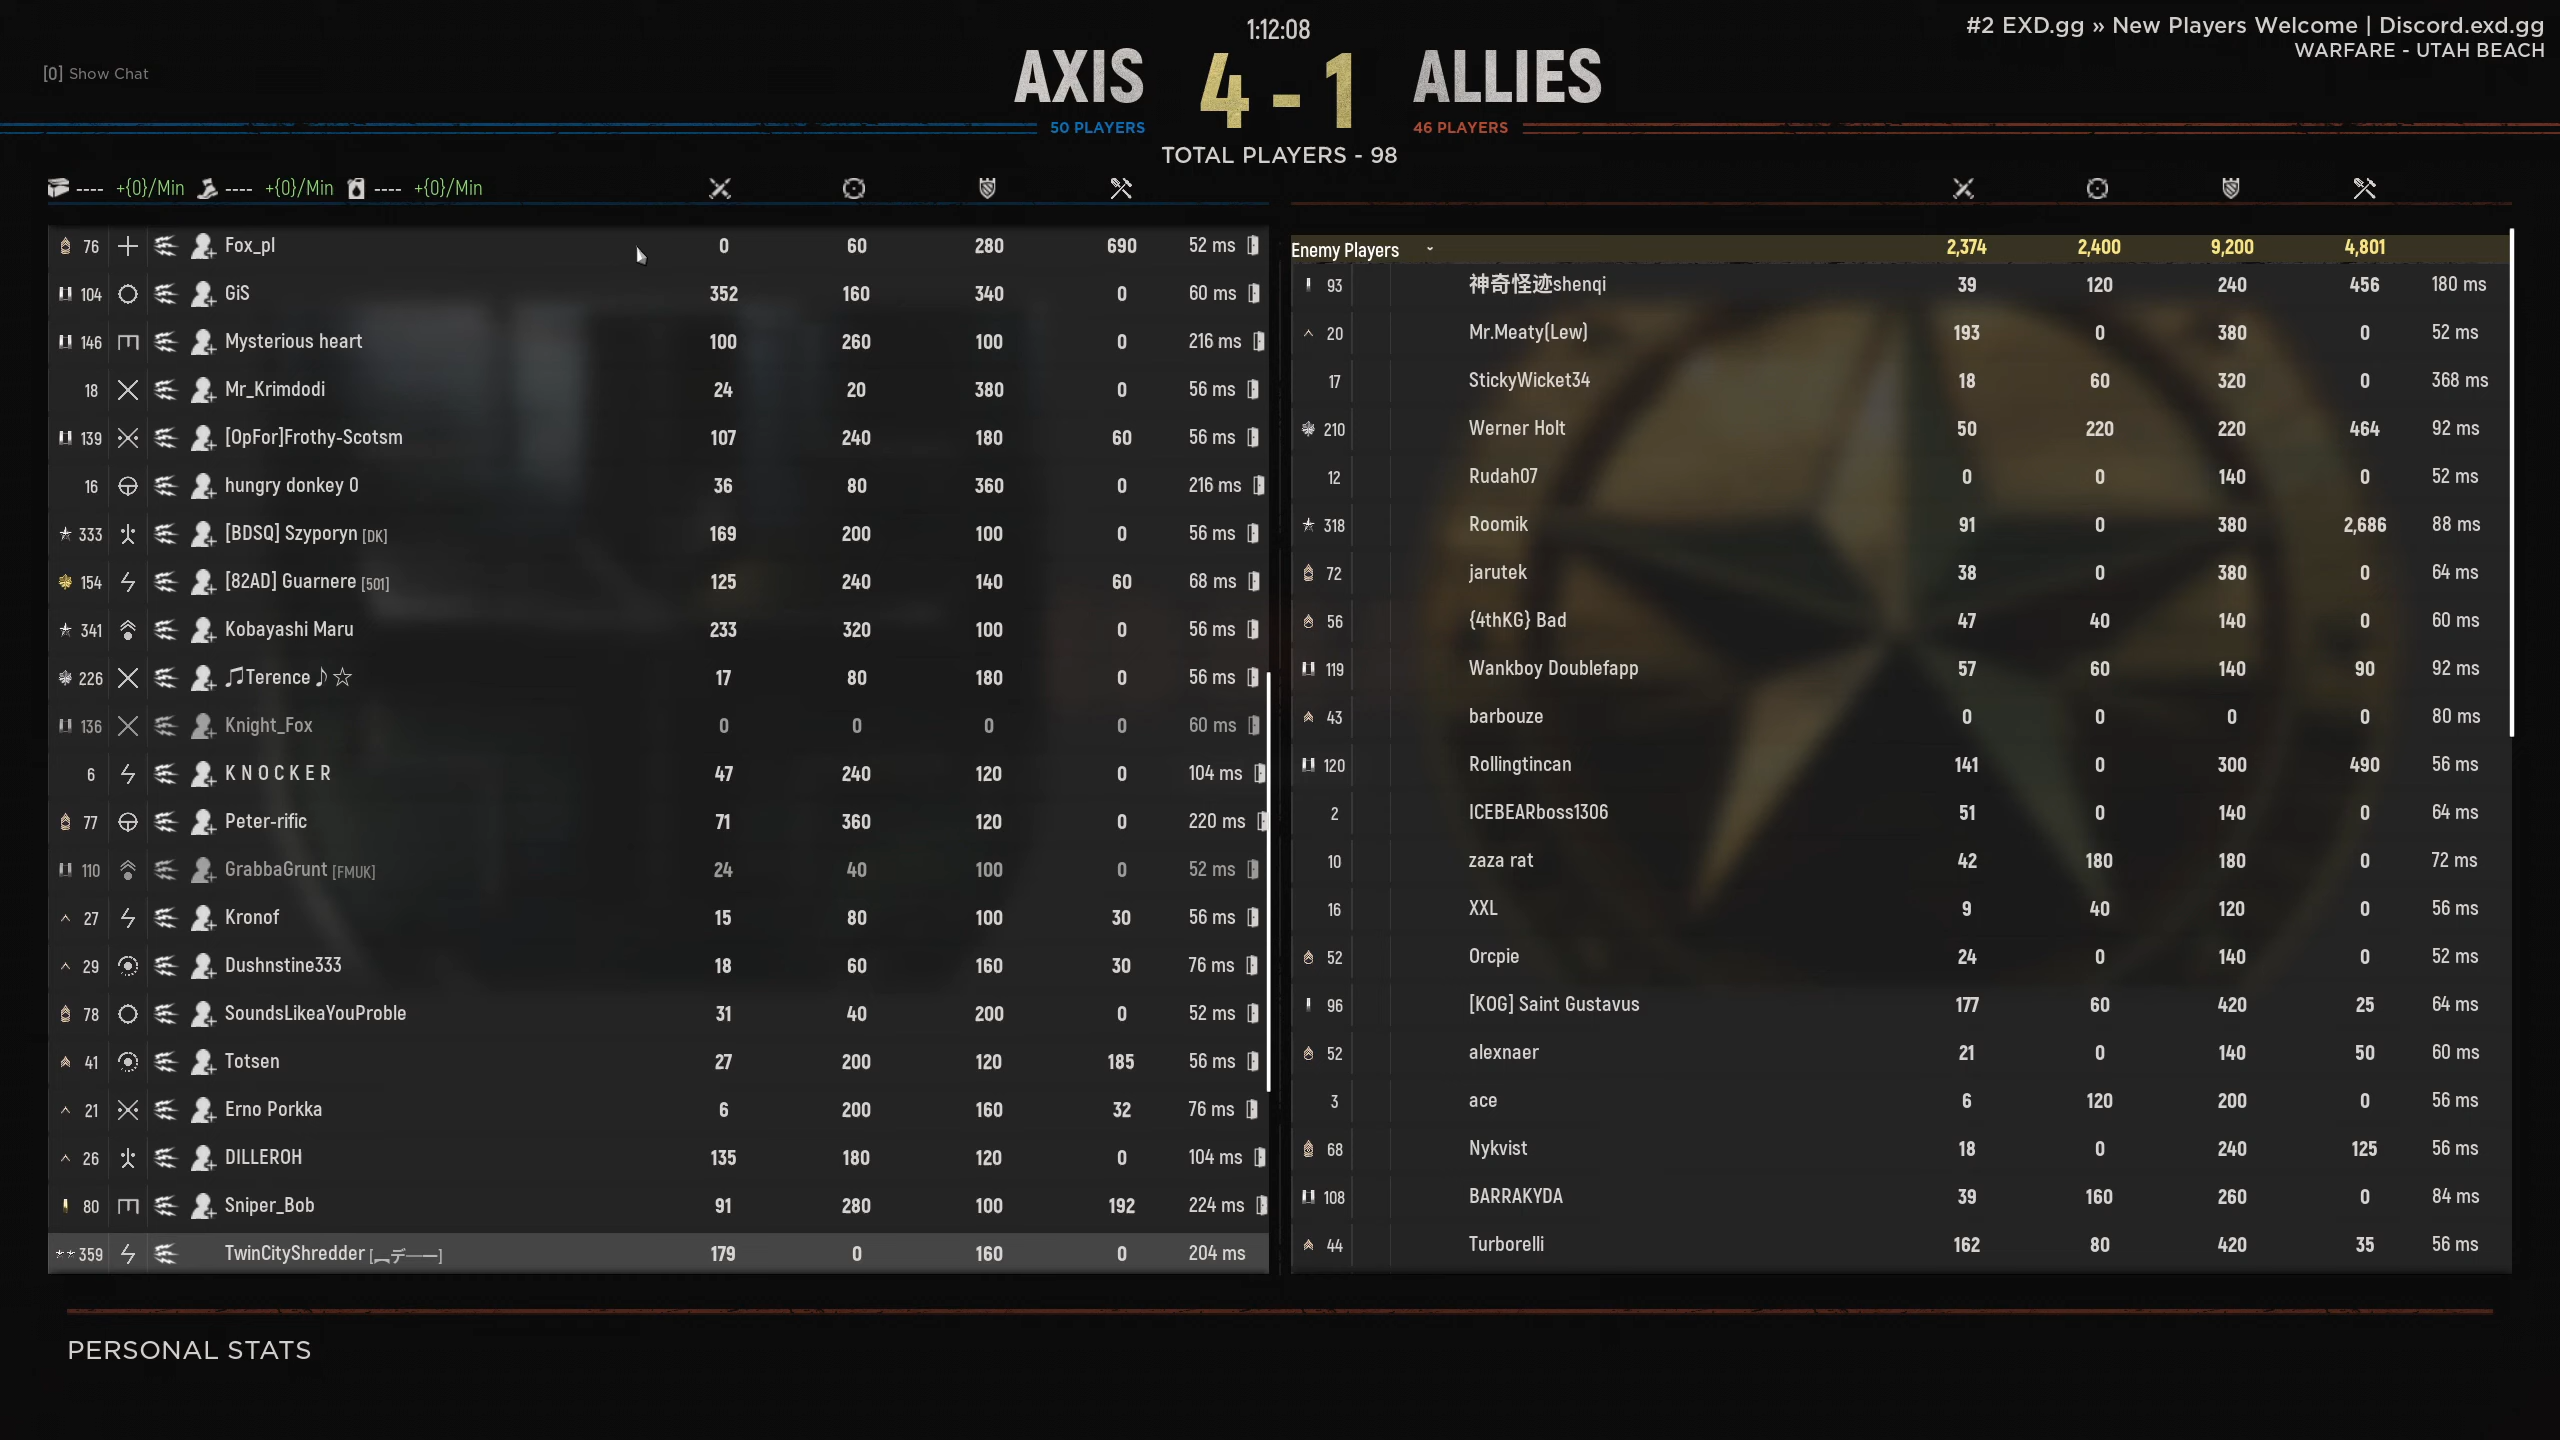 1:12:08
#2 EXD.gg » New Players Welcome | Discord.exd.gg
WARFARE - UTAH BEACH
[0] Show Chat
AXIS 4 - 1 ALLIES
50 PLAYERS 46 PLAYERS
TOTAL PLAYERS - 98
---- +{0}/Min ---- +{0}/Min ---- +{0}/Min
76 Fox_pl 0 60 280 690 52 ms
104 GiS 352 160 340 0 60 ms
146 Mysterious heart 100 260 100 0 216 ms
18 Mr_Krimdodi 24 20 380 0 56 ms
139 [OpFor]Frothy-Scotsm 107 240 180 60 56 ms
16 hungry donkey 0 36 80 360 0 216 ms
333 [BDSQ] Szyporyn [DK] 169 200 100 0 56 ms
154 [82AD] Guarnere [501] 125 240 140 60 68 ms
341 Kobayashi Maru 233 320 100 0 56 ms
226 ♫Terence♪☆ 17 80 180 0 56 ms
136 Knight_Fox 0 0 0 0 60 ms
6 K N O C K E R 47 240 120 0 104 ms
77 Peter-rific 71 360 120 0 220 ms
110 GrabbaGrunt [FMUK] 24 40 100 0 52 ms
27 Kronof 15 80 100 30 56 ms
29 Dushnstine333 18 60 160 30 76 ms
78 SoundsLikeaYouProble 31 40 200 0 52 ms
41 Totsen 27 200 120 185 56 ms
21 Erno Porkka 6 200 160 32 76 ms
26 DILLEROH 135 180 120 0 104 ms
80 Sniper_Bob 91 280 100 192 224 ms
359 TwinCityShredder [︻デ═一] 179 0 160 0 204 ms
Enemy Players - 2,374 2,400 9,200 4,801
93 神奇怪迹shenqi 39 120 240 456 180 ms
20 Mr.Meaty(Lew) 193 0 380 0 52 ms
17 StickyWicket34 18 60 320 0 368 ms
210 Werner Holt 50 220 220 464 92 ms
12 Rudah07 0 0 140 0 52 ms
318 Roomik 91 0 380 2,686 88 ms
72 jarutek 38 0 380 0 64 ms
56 {4thKG} Bad 47 40 140 0 60 ms
119 Wankboy Doublefapp 57 60 140 90 92 ms
43 barbouze 0 0 0 0 80 ms
120 Rollingtincan 141 0 300 490 56 ms
2 ICEBEARboss1306 51 0 140 0 64 ms
10 zaza rat 42 180 180 0 72 ms
16 XXL 9 40 120 0 56 ms
52 Orcpie 24 0 140 0 52 ms
96 [KOG] Saint Gustavus 177 60 420 25 64 ms
52 alexnaer 21 0 140 50 60 ms
3 ace 6 120 200 0 56 ms
68 Nykvist 18 0 240 125 56 ms
108 BARRAKYDA 39 160 260 0 84 ms
44 Turborelli 162 80 420 35 56 ms
PERSONAL STATS